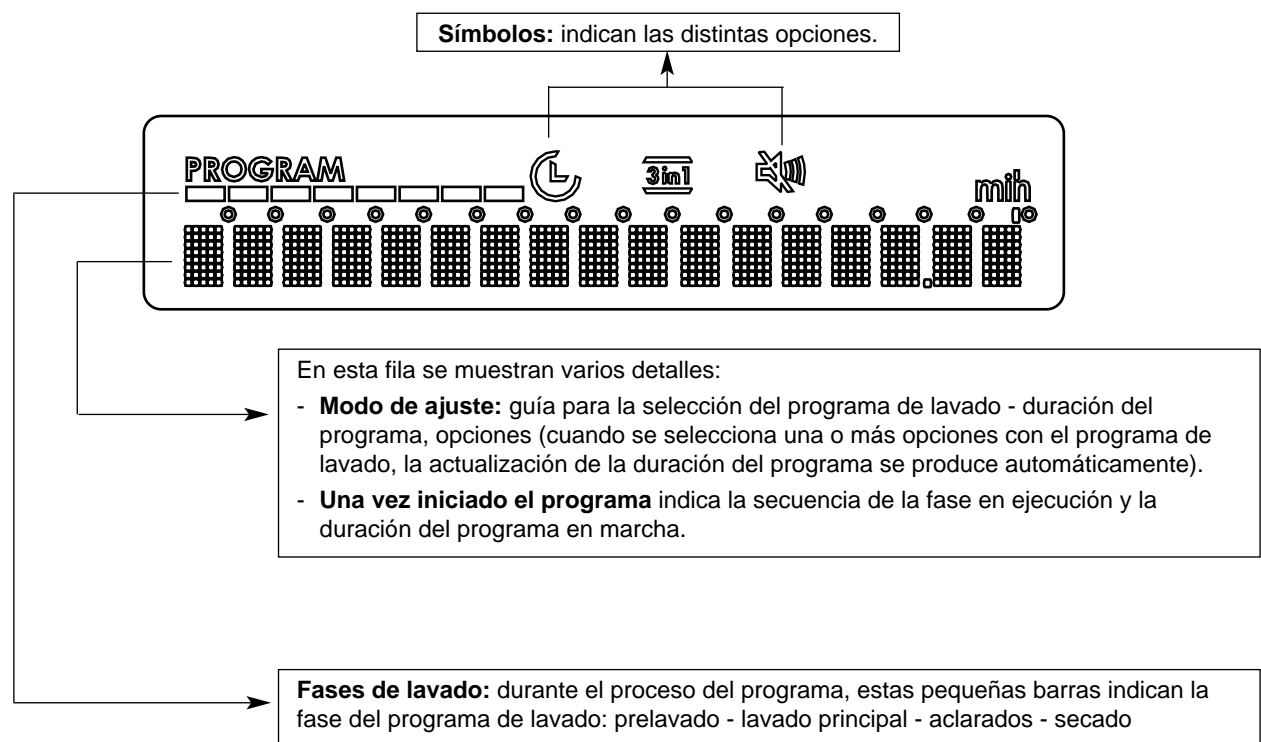 Símbolos: indican las distintas opciones.
PROGRAM
3in1
mih
En esta fila se muestran varios detalles:
- Modo de ajuste: guía para la selección del programa de lavado - duración del
programa, opciones (cuando se selecciona una o más opciones con el programa de
lavado, la actualización de la duración del programa se produce automáticamente).
- Una vez iniciado el programa indica la secuencia de la fase en ejecución y la
duración del programa en marcha.
Fases de lavado: durante el proceso del programa, estas pequeñas barras indican la
fase del programa de lavado: prelavado - lavado principal - aclarados - secado